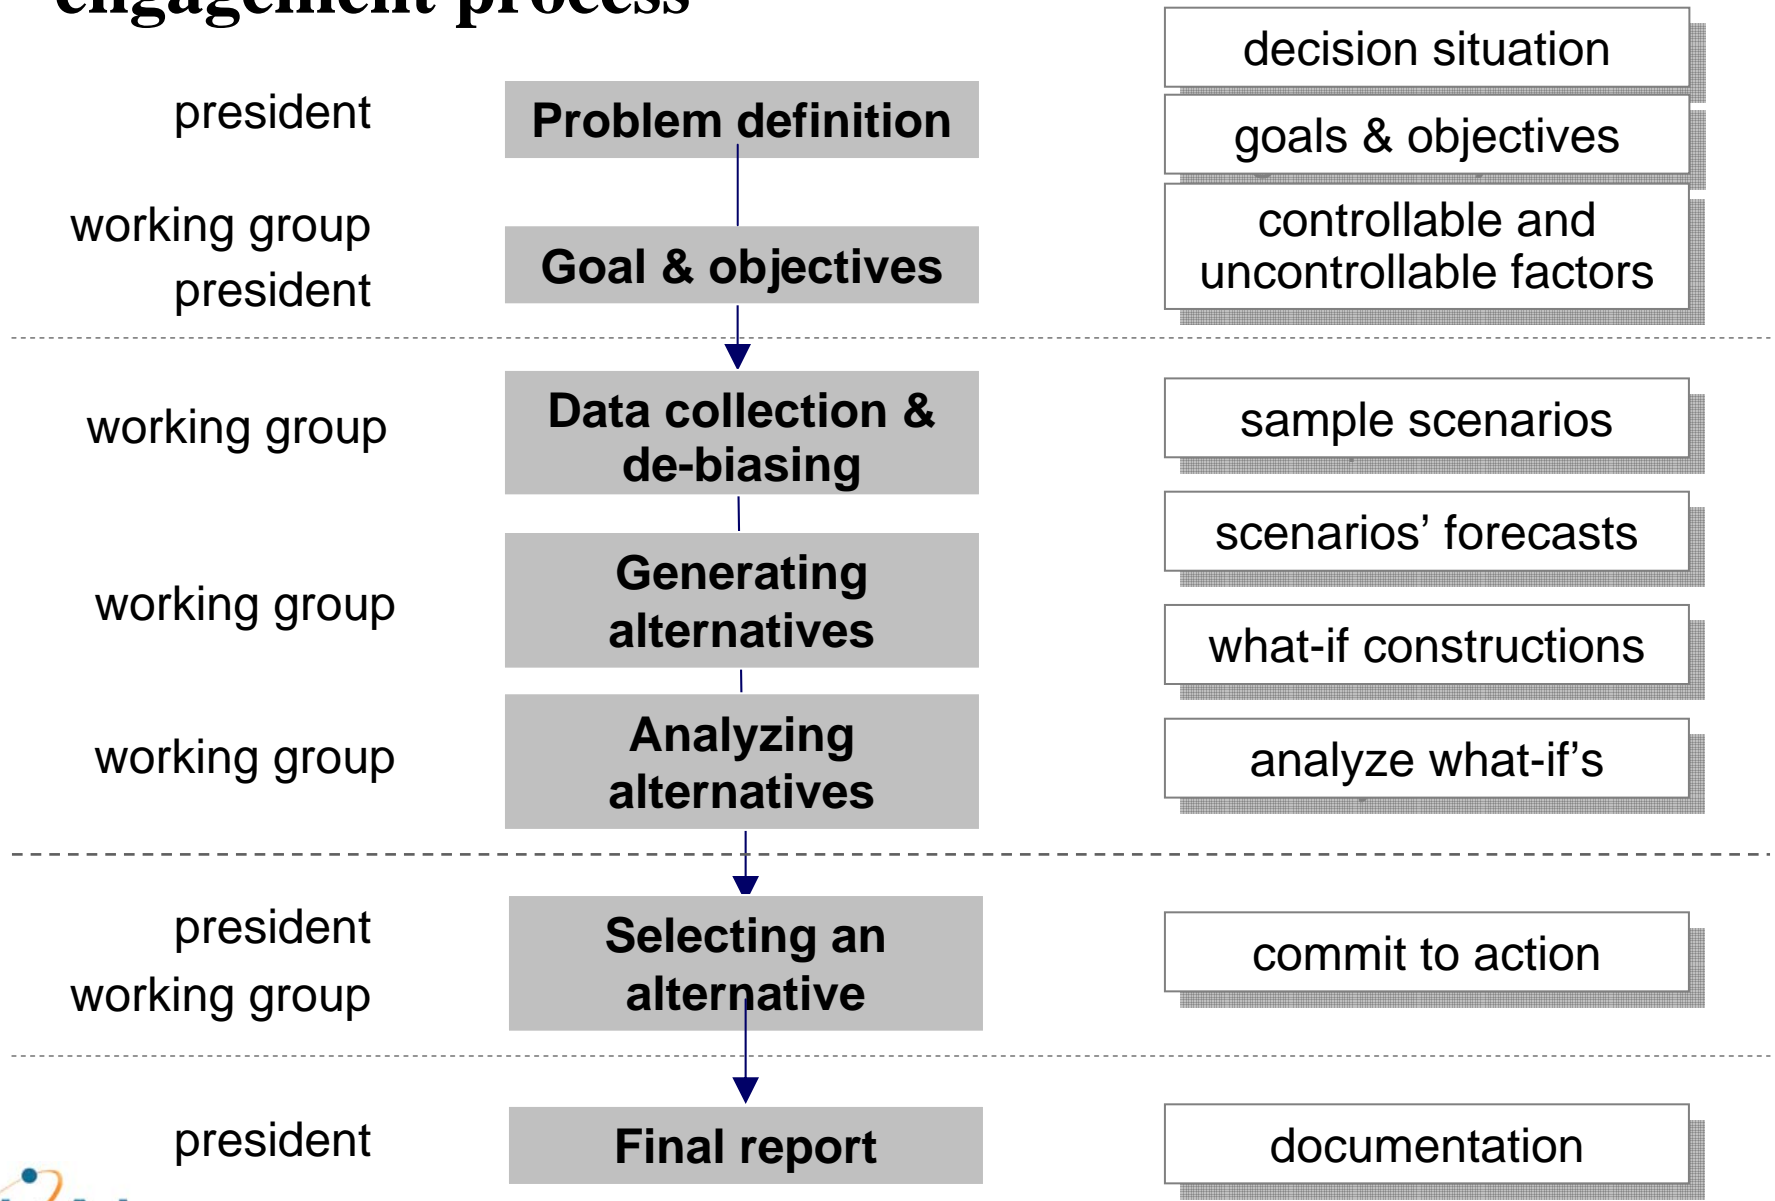 engagement process
president
Problem definition
decision situation
goals & objectives
working group
president
Goal & objectives
controllable and
uncontrollable factors
working group
Data collection &
de-biasing
sample scenarios
scenarios’ forecasts
working group
Generating
alternatives
what-if constructions
working group
Analyzing
alternatives
analyze what-if's
president
working group
Selecting an
alternative
commit to action
president
Final report
documentation